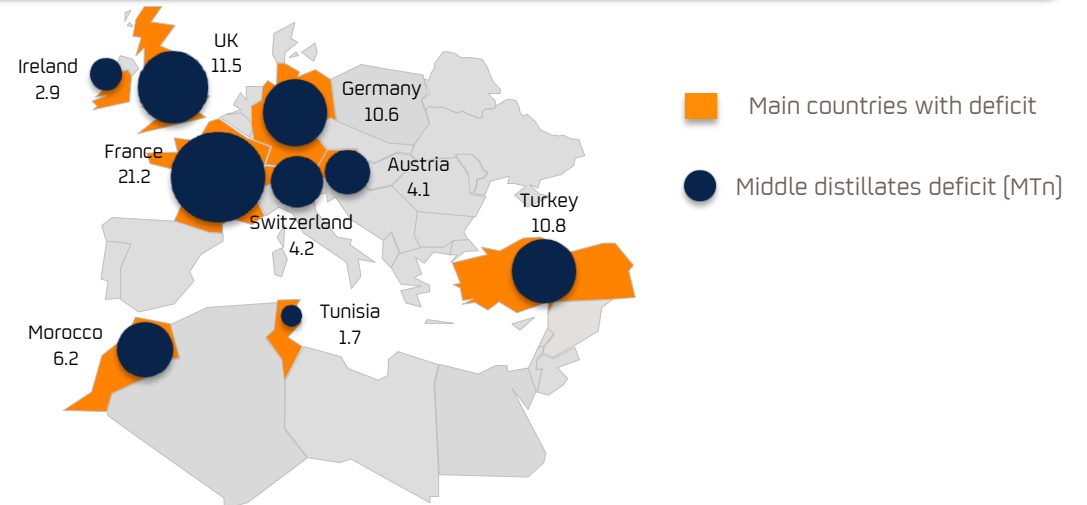 UK
11.5
Ireland
2.9
Germany
10.6
France
21.2
Austria
4.1
Switzerland
4.2
Turkey
10.8
Morocco
6.2
Tunisia
1.7
Main countries with deficit
Middle distillates deficit (MTn)